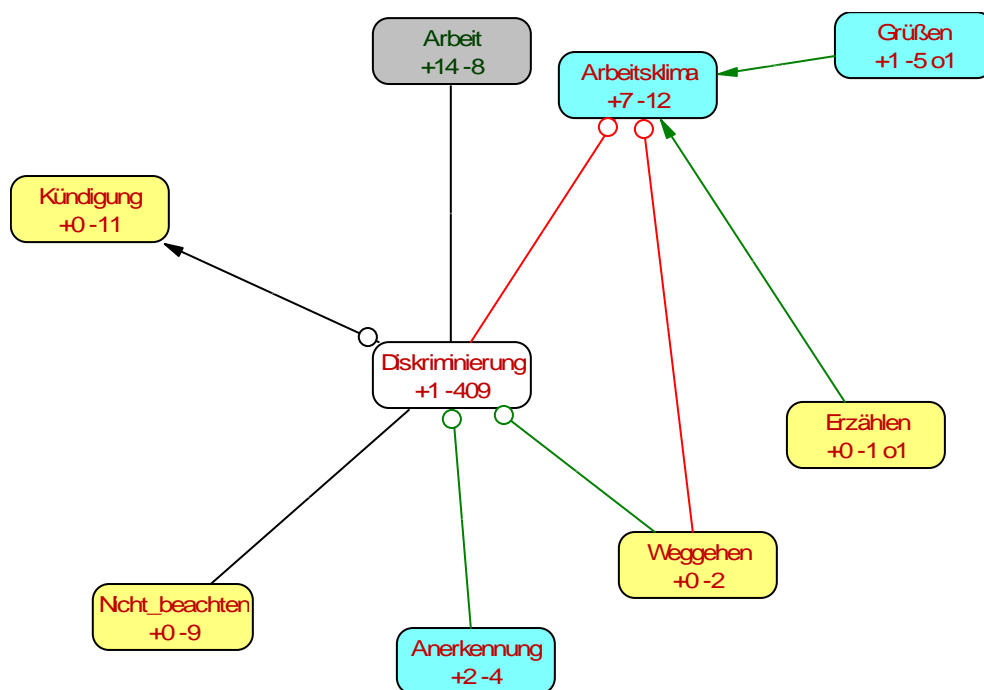 Arbeit
+14 -8
Grüßen
+1 -5 o1
Arbeitsklima
+7 -12
Kündigung
+0 -11
Diskriminierung
+1 -409
Erzählen
+0 -1 o1
Weggehen
+0 -2
Nicht_beachten
+0 -9
Anerkennung
+2 -4